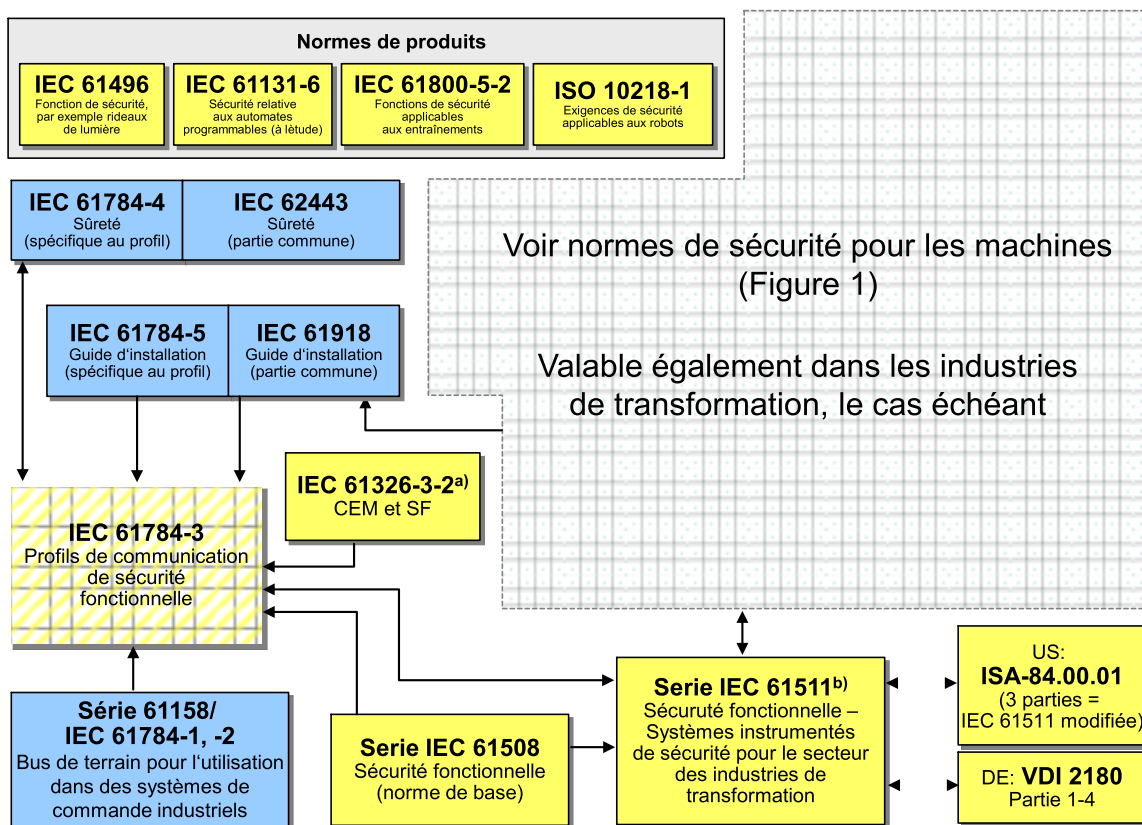 Normes de produits
IEC 61496
Fonction de sécurité,
par exemple rideaux
de lumière
IEC 61131-6
Sécurité relative
aux automates
programmables (à lètude)
IEC 61800-5-2
Fonctions de sécurité
applicables
aux entraînements
ISO 10218-1
Exigences de sécurité
applicables aux robots
IEC 61784-4
Sûreté
(spécifique au profil)
IEC 62443
Sûreté
(partie commune)
Voir normes de sécurité pour les machines
(Figure 1)
Valable également dans les industries
de transformation, le cas échéant
IEC 61784-5
Guide d‘installation
(spécifique au profil)
IEC 61918
Guide d‘installation
(partie commune)
IEC 61326-3-2a)
CEM et SF
IEC 61784-3
Profils de communication
de sécurité
fonctionnelle
Série 61158/
IEC 61784-1, -2
Bus de terrain pour l‘utilisation
dans des systèmes de
commande industriels
Serie IEC 61508
Sécurité fonctionnelle
(norme de base)
Serie IEC 61511b)
Sécuruté fonctionnelle –
Systèmes instrumentés
de sécurité pour le secteur
des industries de
transformation
US:
ISA-84.00.01
(3 parties =
IEC 61511 modifiée)
DE: VDI 2180
Partie 1-4